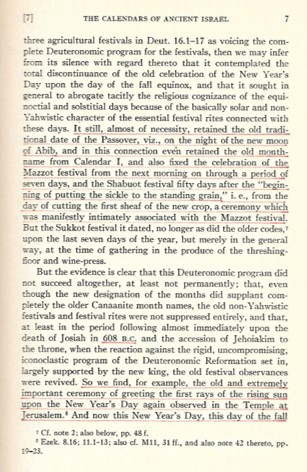 [7] THE CALENDARS OF ANCIENT ISRAEL 7
three agricultural festivals in Deut. 16.1–17 as voicing the com-
plete Deuteronomic program for the festivals, then we may infer
from its silence with regard thereto that it contemplated the
total discontinuance of the old celebration of the New Year's
Day upon the day of the fall equinox, and that it sought in
general to abrogate tacitly the religious cognizance of the equi-
noctial and solstitial days because of the basically solar and non-
Yahwistic character of the essential festival rites connected with
these days. It still, almost of necessity, retained the old tradi-
tional date of the Passover, viz., on the night of the new moon
of Abib, and in this connection even retained the old month-
name from Calendar I, and also fixed the celebration of the
Mazzot festival from the next morning on through a period of
seven days, and the Shabuot festival fifty days after the "begin-
ning of putting the sickle to the standing grain," i. e., from the
day of cutting the first sheaf of the new crop, a ceremony which
was manifestly intimately associated with the Mazzot festival.
But the Sukkot festival it dated, no longer as did the older codes,⁷
upon the last seven days of the year, but merely in the general
way, at the time of gathering in the produce of the threshing-
floor and wine-press.
But the evidence is clear that this Deuteronomic program did
not succeed altogether, at least not permanently; that, even
though the new designation of the months did supplant com-
pletely the older Canaanite month names, the old non-Yahwistic
festivals and festival rites were not suppressed entirely, and that,
at least in the period following almost immediately upon the
death of Josiah in 608 B.C. and the accession of Jehoiakim to
the throne, when the reaction against the rigid, uncompromising,
iconoclastic program of the Deuteronomic Reformation set in,
largely supported by the new king, the old festival observances
were revived. So we find, for example, the old and extremely
important ceremony of greeting the first rays of the rising sun
upon the New Year's Day again observed in the Temple at
Jerusalem.⁸ And now this New Year's Day, this day of the fall
⁷ Cf. note 2; also below, pp. 48 f.
⁸ Ezek. 8.16; 11.1–13; also cf. M11, 31 ff., and also note 42 thereto, pp.
19–23.